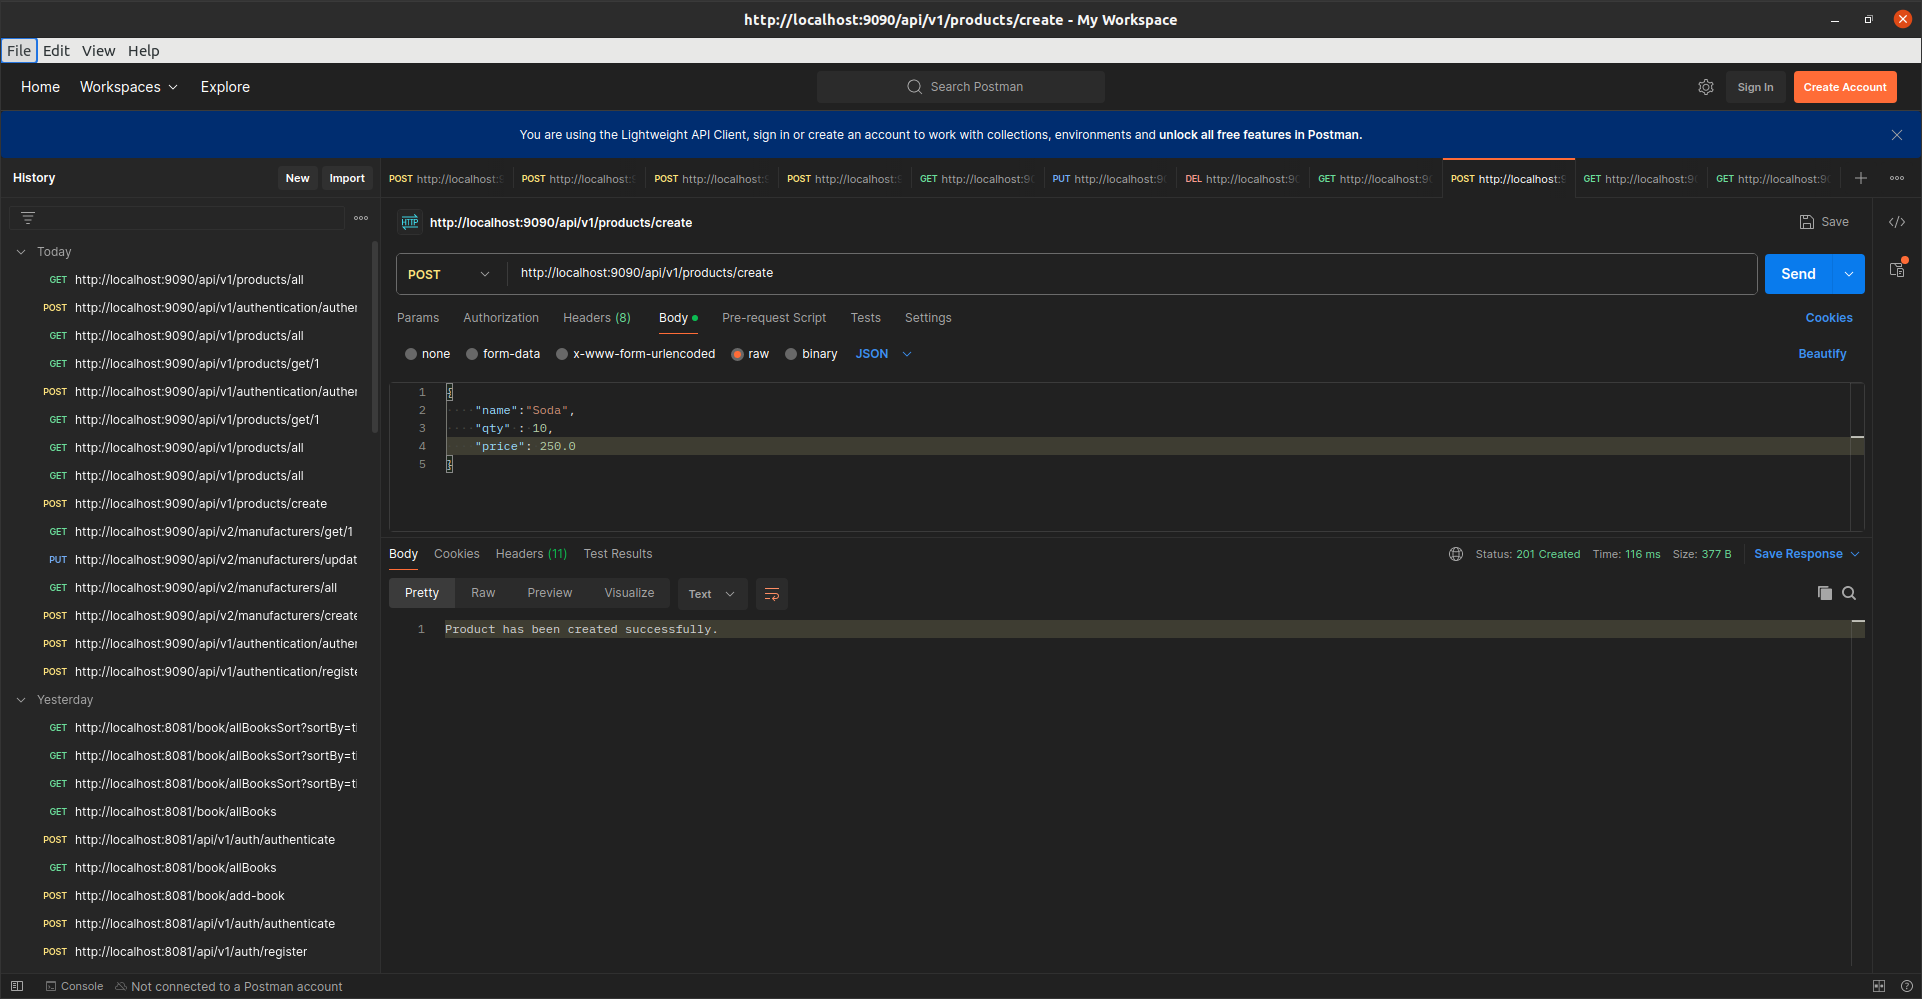 http://localhost:9090/api/v1/products/create - My Workspace
File Edit View Help
Home Workspaces Explore Search Postman Sign In Create Account
You are using the Lightweight API Client, sign in or create an account to work with collections, environments and unlock all free features in Postman.
History New Import
POST http://localhost:
POST http://localhost:
POST http://localhost:
POST http://localhost:
GET http://localhost:9
PUT http://localhost:9
DEL http://localhost:9
GET http://localhost:9
POST http://localhost:
GET http://localhost:9
GET http://localhost:9
HTTP http://localhost:9090/api/v1/products/create Save
POST http://localhost:9090/api/v1/products/create Send
Params Authorization Headers (8) Body Pre-request Script Tests Settings Cookies
none form-data x-www-form-urlencoded raw binary JSON Beautify
1 {
2 "name":"Soda",
3 "qty" : 10,
4 "price": 250.0
5 }
Body Cookies Headers (11) Test Results Status: 201 Created Time: 116 ms Size: 377 B Save Response
Pretty Raw Preview Visualize Text
1 Product has been created successfully.
Today
GET http://localhost:9090/api/v1/products/all
POST http://localhost:9090/api/v1/authentication/auther
GET http://localhost:9090/api/v1/products/all
GET http://localhost:9090/api/v1/products/get/1
POST http://localhost:9090/api/v1/authentication/auther
GET http://localhost:9090/api/v1/products/get/1
GET http://localhost:9090/api/v1/products/all
GET http://localhost:9090/api/v1/products/all
POST http://localhost:9090/api/v1/products/create
GET http://localhost:9090/api/v2/manufacturers/get/1
PUT http://localhost:9090/api/v2/manufacturers/updat
GET http://localhost:9090/api/v2/manufacturers/all
POST http://localhost:9090/api/v2/manufacturers/create
POST http://localhost:9090/api/v1/authentication/auther
POST http://localhost:9090/api/v1/authentication/registe
Yesterday
GET http://localhost:8081/book/allBooksSort?sortBy=ti
GET http://localhost:8081/book/allBooksSort?sortBy=ti
GET http://localhost:8081/book/allBooksSort?sortBy=ti
GET http://localhost:8081/book/allBooks
POST http://localhost:8081/api/v1/auth/authenticate
GET http://localhost:8081/book/allBooks
POST http://localhost:8081/book/add-book
POST http://localhost:8081/api/v1/auth/authenticate
POST http://localhost:8081/api/v1/auth/register
Console Not connected to a Postman account